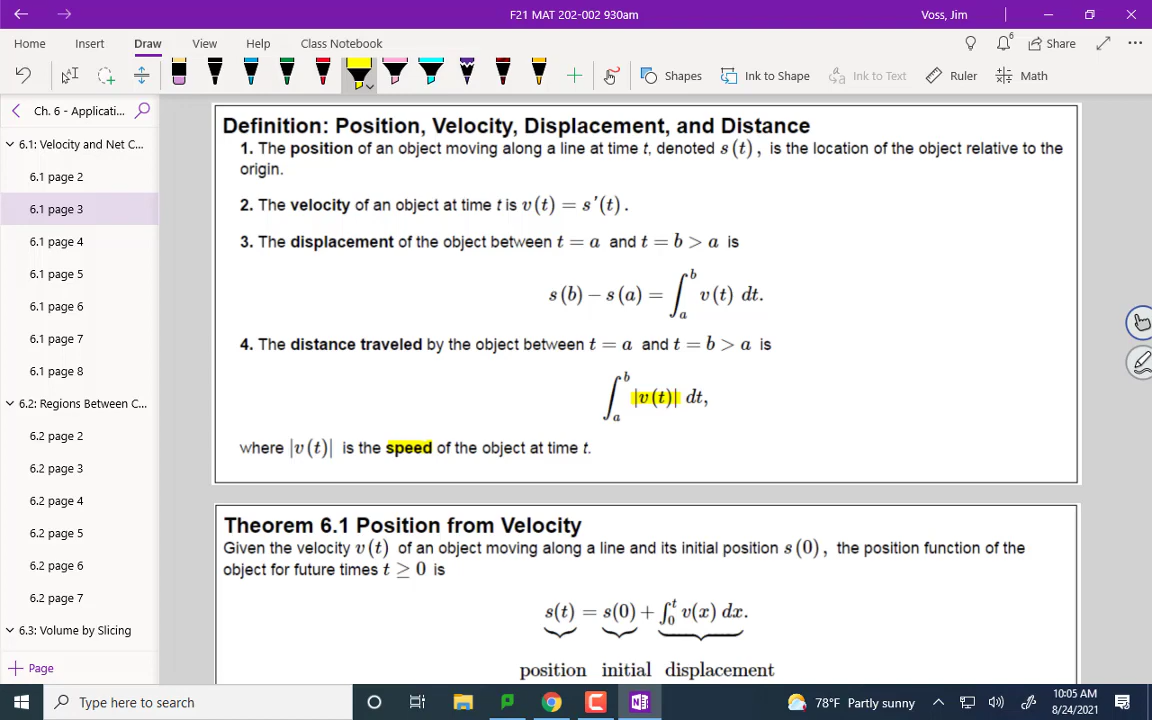 F21 MAT 202-002 930am
Voss, Jim
Home Insert Draw View Help Class Notebook
6
Share
Shapes Ink to Shape Ink to Text Ruler Math
Ch. 6 - Applicati...
6.1: Velocity and Net C...
6.1 page 2
6.1 page 3
6.1 page 4
6.1 page 5
6.1 page 6
6.1 page 7
6.1 page 8
6.2: Regions Between C...
6.2 page 2
6.2 page 3
6.2 page 4
6.2 page 5
6.2 page 6
6.2 page 7
6.3: Volume by Slicing
Page
Definition: Position, Velocity, Displacement, and Distance
1. The position of an object moving along a line at time t, denoted s(t), is the location of the object relative to the
origin.
2. The velocity of an object at time t is v(t) = s'(t).
3. The displacement of the object between t = a and t = b > a is
s(b) − s(a) = ∫_a^b v(t) dt.
4. The distance traveled by the object between t = a and t = b > a is
∫_a^b |v(t)| dt,
where |v(t)| is the speed of the object at time t.
Theorem 6.1 Position from Velocity
Given the velocity v(t) of an object moving along a line and its initial position s(0), the position function of the
object for future times t ≥ 0 is
s(t) = s(0) + ∫_0^t v(x) dx.
position initial displacement
Type here to search
78°F Partly sunny
10:05 AM
8/24/2021